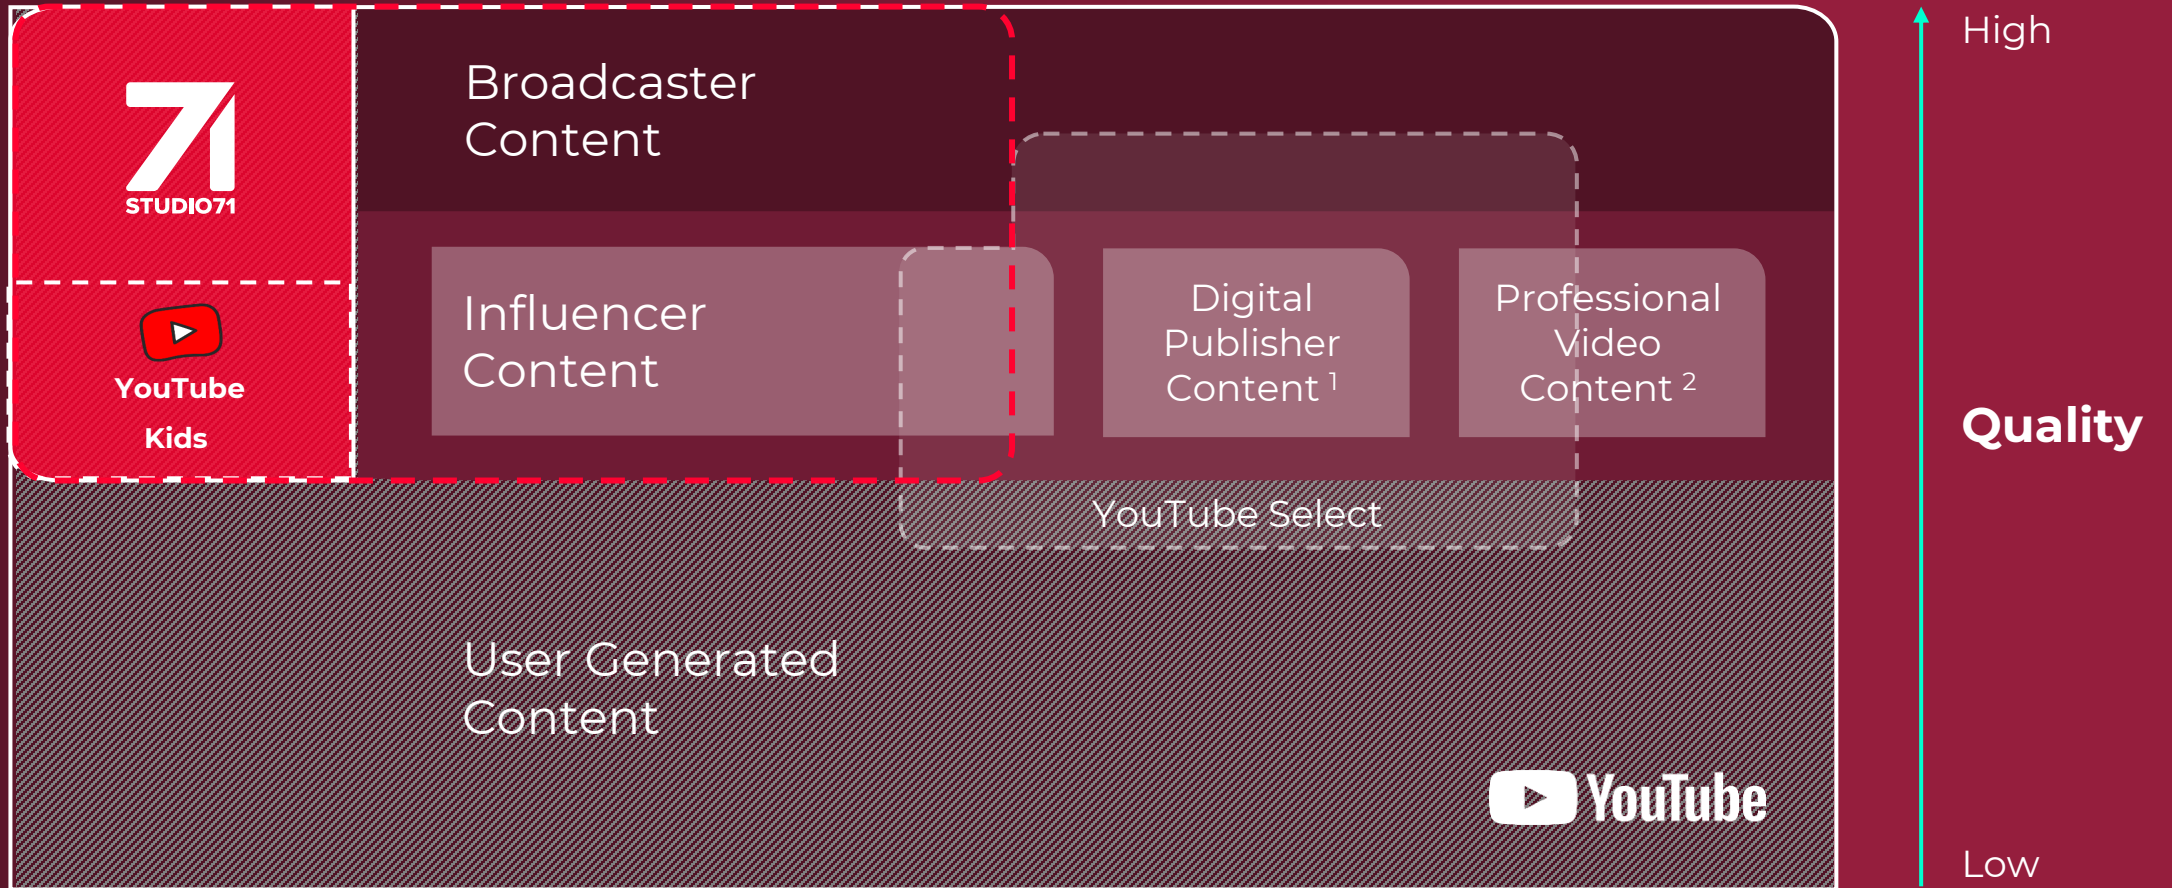 71
STUDIO71
YouTube
Kids
Broadcaster
Content
Influencer
Content
Digital
Publisher
Content 1
Professional
Video
Content 2
YouTube Select
User Generated
Content
YouTube
High
Quality
Low